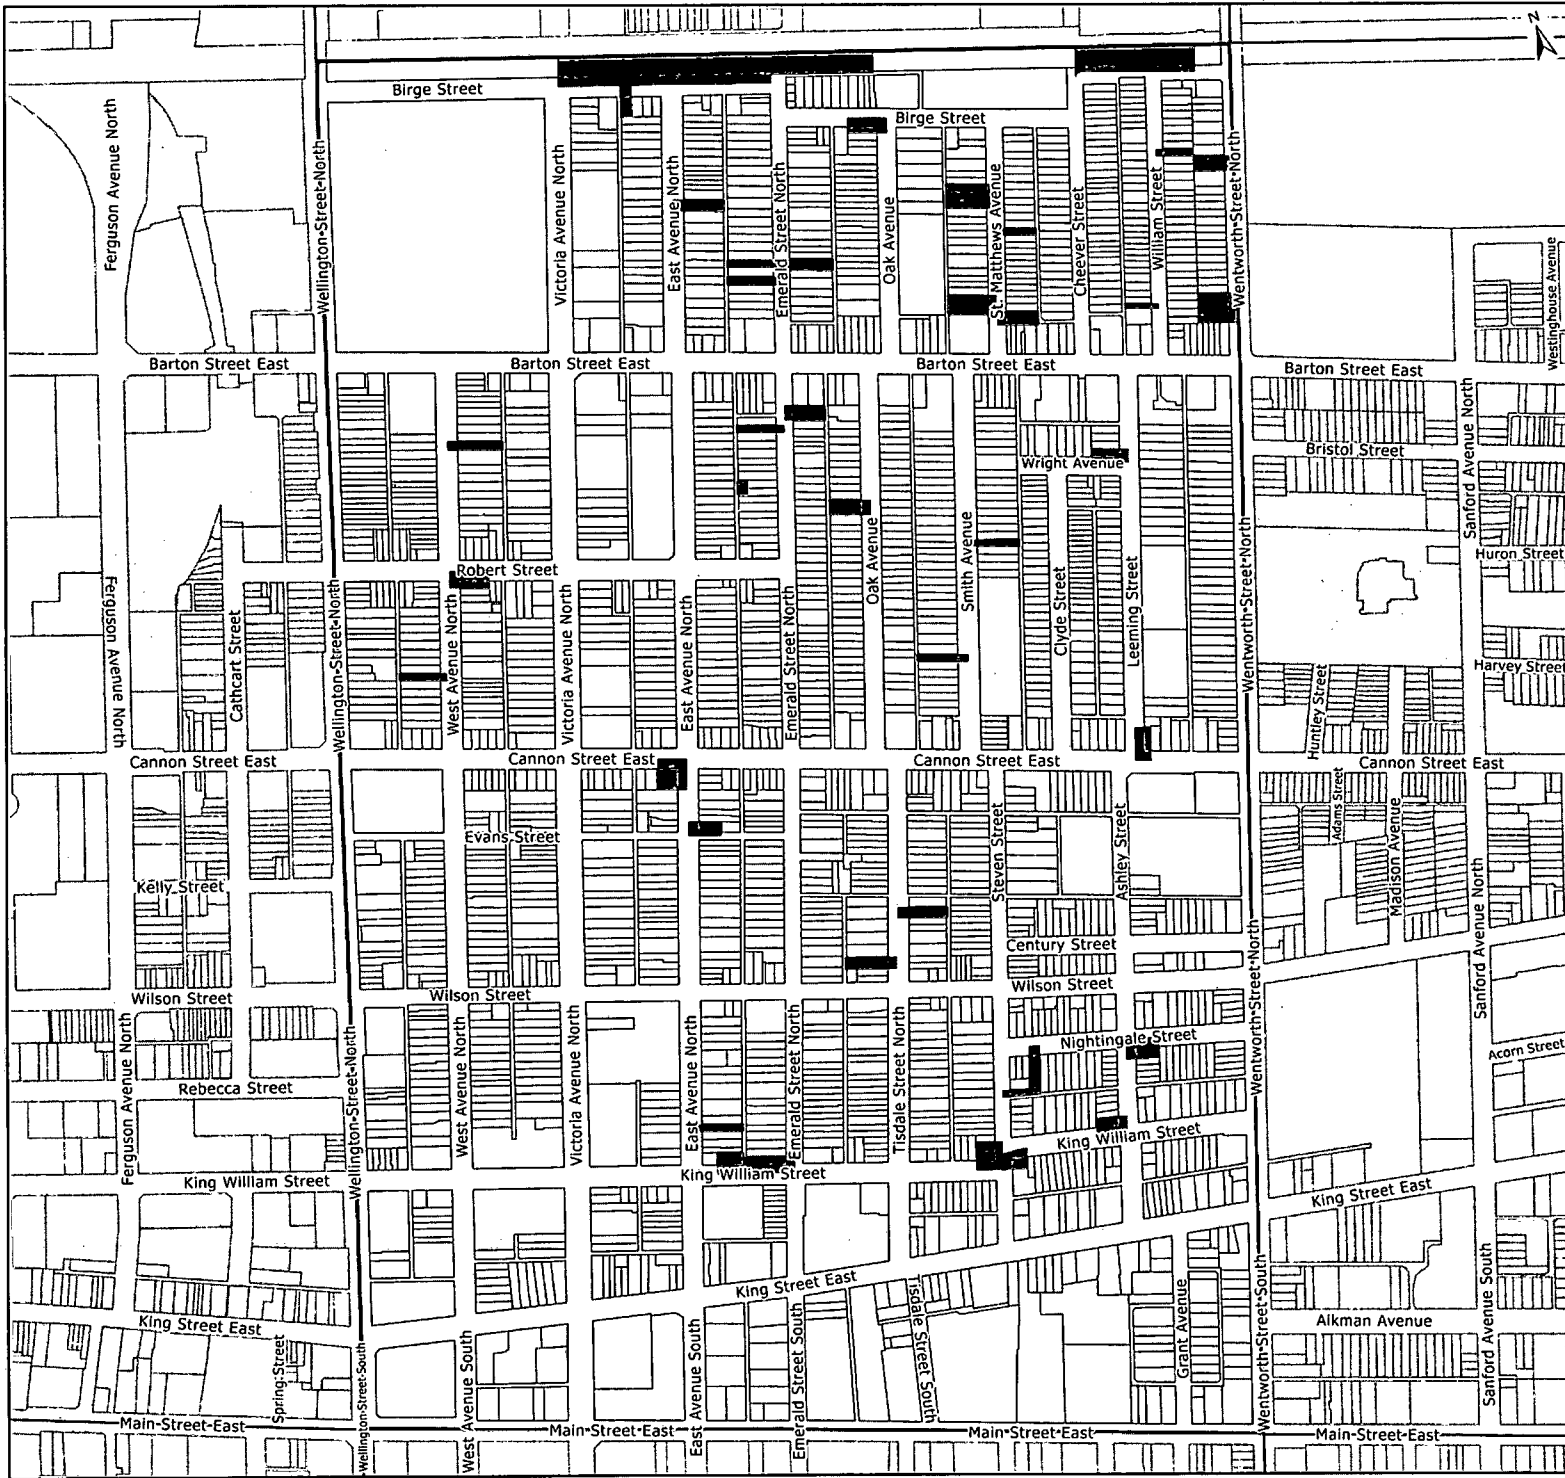 N
Birge Street
Birge Street
Ferguson Avenue North
Wellington-Street-North
Victoria Avenue North
East Avenue North
Emerald Street North
Oak Avenue
St. Matthews Avenue
Cheever Street
William Street
Wentworth-Street-North
Westinghouse Avenue
Barton Street East
Barton Street East
Barton Street East
Barton Street East
Bristol Street
Wright Avenue
Sanford Avenue North
Huron Street
Robert Street
Ferguson Avenue North
Cathcart Street
Wellington-Street-North
West Avenue North
Victoria Avenue North
East Avenue North
Emerald Street North
Oak Avenue
Smith Avenue
Clyde Street
Leeming Street
Wentworth-Street-North
Huntley Street
Harvey Street
Cannon Street East
Cannon Street East
Cannon Street East
Cannon Street East
Evans Street
Kelly Street
Steven Street
Ashley Street
Adams Street
Madison Avenue
Sanford Avenue North
Century Street
Wilson Street
Wilson Street
Wilson Street
Nightingale Street
Acorn Street
Rebecca Street
Ferguson Avenue North
Wellington-Street-North
West Avenue North
Victoria Avenue North
East Avenue North
Emerald Street North
Tisdale Street North
Wentworth-Street-North
King William Street
King William Street
King William Street
King Street East
King Street East
King Street East
Spring Street
Wellington-Street-South
West Avenue South
East Avenue South
Emerald Street South
Tisdale Street South
Grant Avenue
Wentworth-Street-South
Alkman Avenue
Sanford Avenue South
Main-Street-East
Main-Street-East
Main-Street-East
Main-Street-East